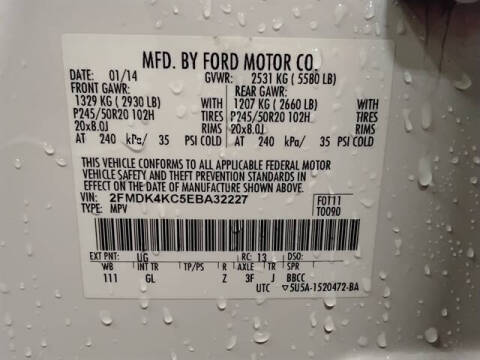 MFD. BY FORD MOTOR CO.
DATE: 01/14 GVWR: 2531 KG ( 5580 LB)
FRONT GAWR: REAR GAWR:
1329 KG ( 2930 LB) WITH 1207 KG ( 2660 LB) WITH
P245/50R20 102H TIRES P245/50R20 102H TIRES
20x8.0J RIMS 20x8.0J RIMS
AT 240 kPa/ 35 PSI COLD AT 240 kPa/ 35 PSI COLD
THIS VEHICLE CONFORMS TO ALL APPLICABLE FEDERAL MOTOR
VEHICLE SAFETY AND THEFT PREVENTION STANDARDS IN
EFFECT ON THE DATE OF MANUFACTURE SHOWN ABOVE.
VIN: 2FMDK4KC5EBA32227 F0T11
TYPE: MPV T0090
EXT PNT: UG RC: 13 DSO:
WB INT TR TP/PS R AXLE TR SPR
111 GL Z 3F J BBCC
UTC ▽5U5A-1520472-BA